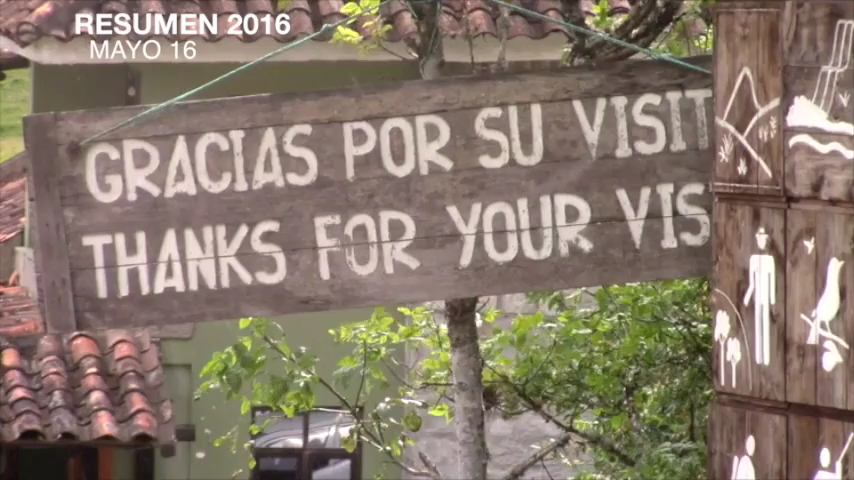 RESUMEN 2016
MAYO 16
GRACIAS POR SU VISIT
THANKS FOR YOUR VIS